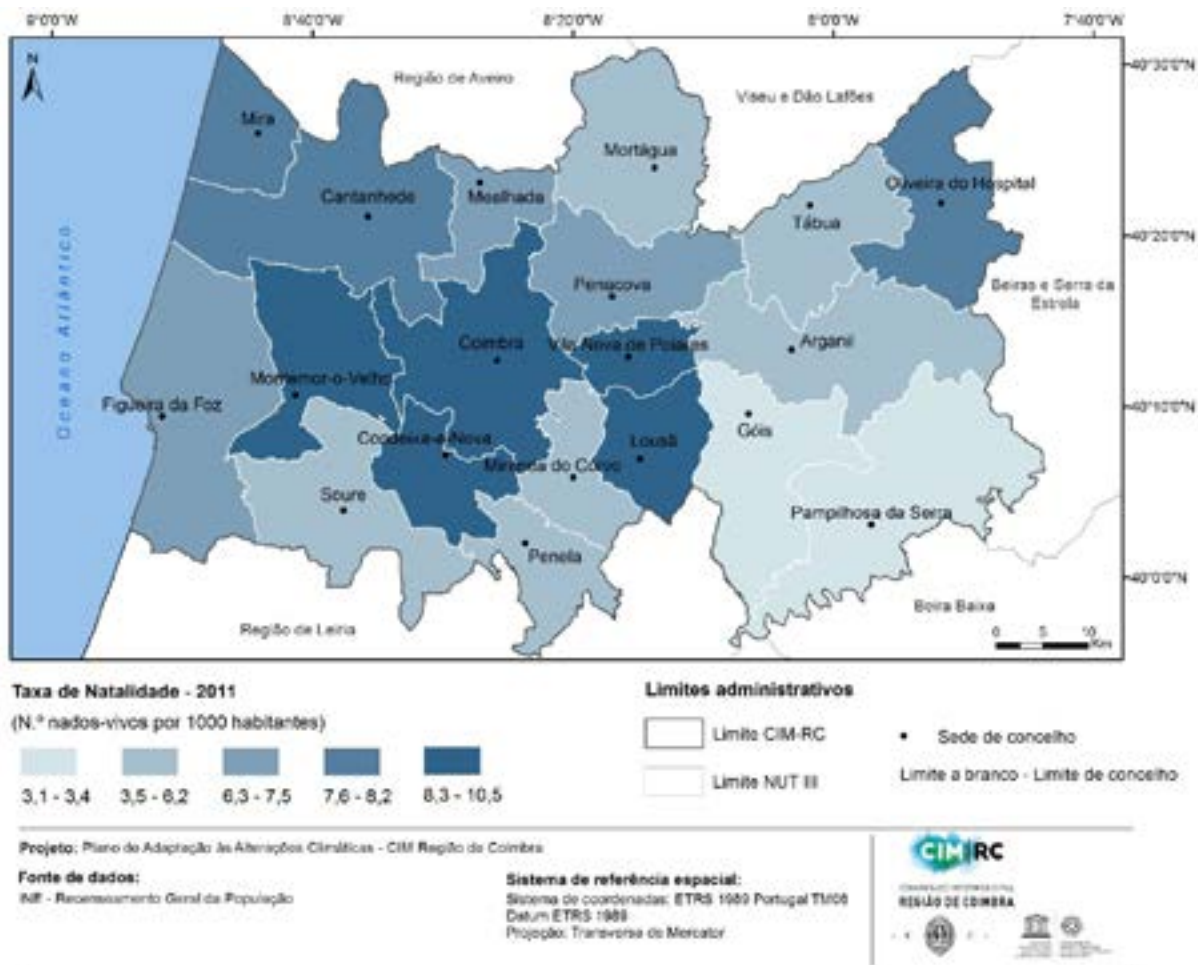 9°0'0"W
8°40'0"W
8°20'0"W
8°0'0"W
7°40'0"W
N
Região de Aveiro
Viseu e Dão Lafões
40°30'0"N
Mira
Mortágua
Cantanhede
Mealhada
Oliveira do Hospital
Tábua
40°20'0"N
Oceano Atlântico
Penacova
Beiras e Serra da
Estrela
Coimbra
Vila Nova de Poiares
Arganil
Montemor-o-Velho
Figueira da Foz
40°10'0"N
Góis
Condeixa-a-Nova
Lousã
Miranda do Corvo
Soure
Pampilhosa da Serra
Penela
40°0'0"N
Beira Baixa
Região de Leiria
0 5 10
Km
Taxa de Natalidade - 2011
(N.º nados-vivos por 1000 habitantes)
3,1 - 3,4 3,5 - 6,2 6,3 - 7,5 7,6 - 8,2 8,3 - 10,5
Limites administrativos
Limite CIM-RC
Limite NUT III
Sede de concelho
Limite a branco - Limite de concelho
Projeto: Plano de Adaptação às Alterações Climáticas - CIM Região de Coimbra
Fonte de dados:
INE - Recenseamento Geral da População
Sistema de referência espacial:
Sistema de coordenadas: ETRS 1989 Portugal TM06
Datum ETRS 1989
Projeção: Transversa de Mercator
CIM RC
REGIÃO DE COIMBRA